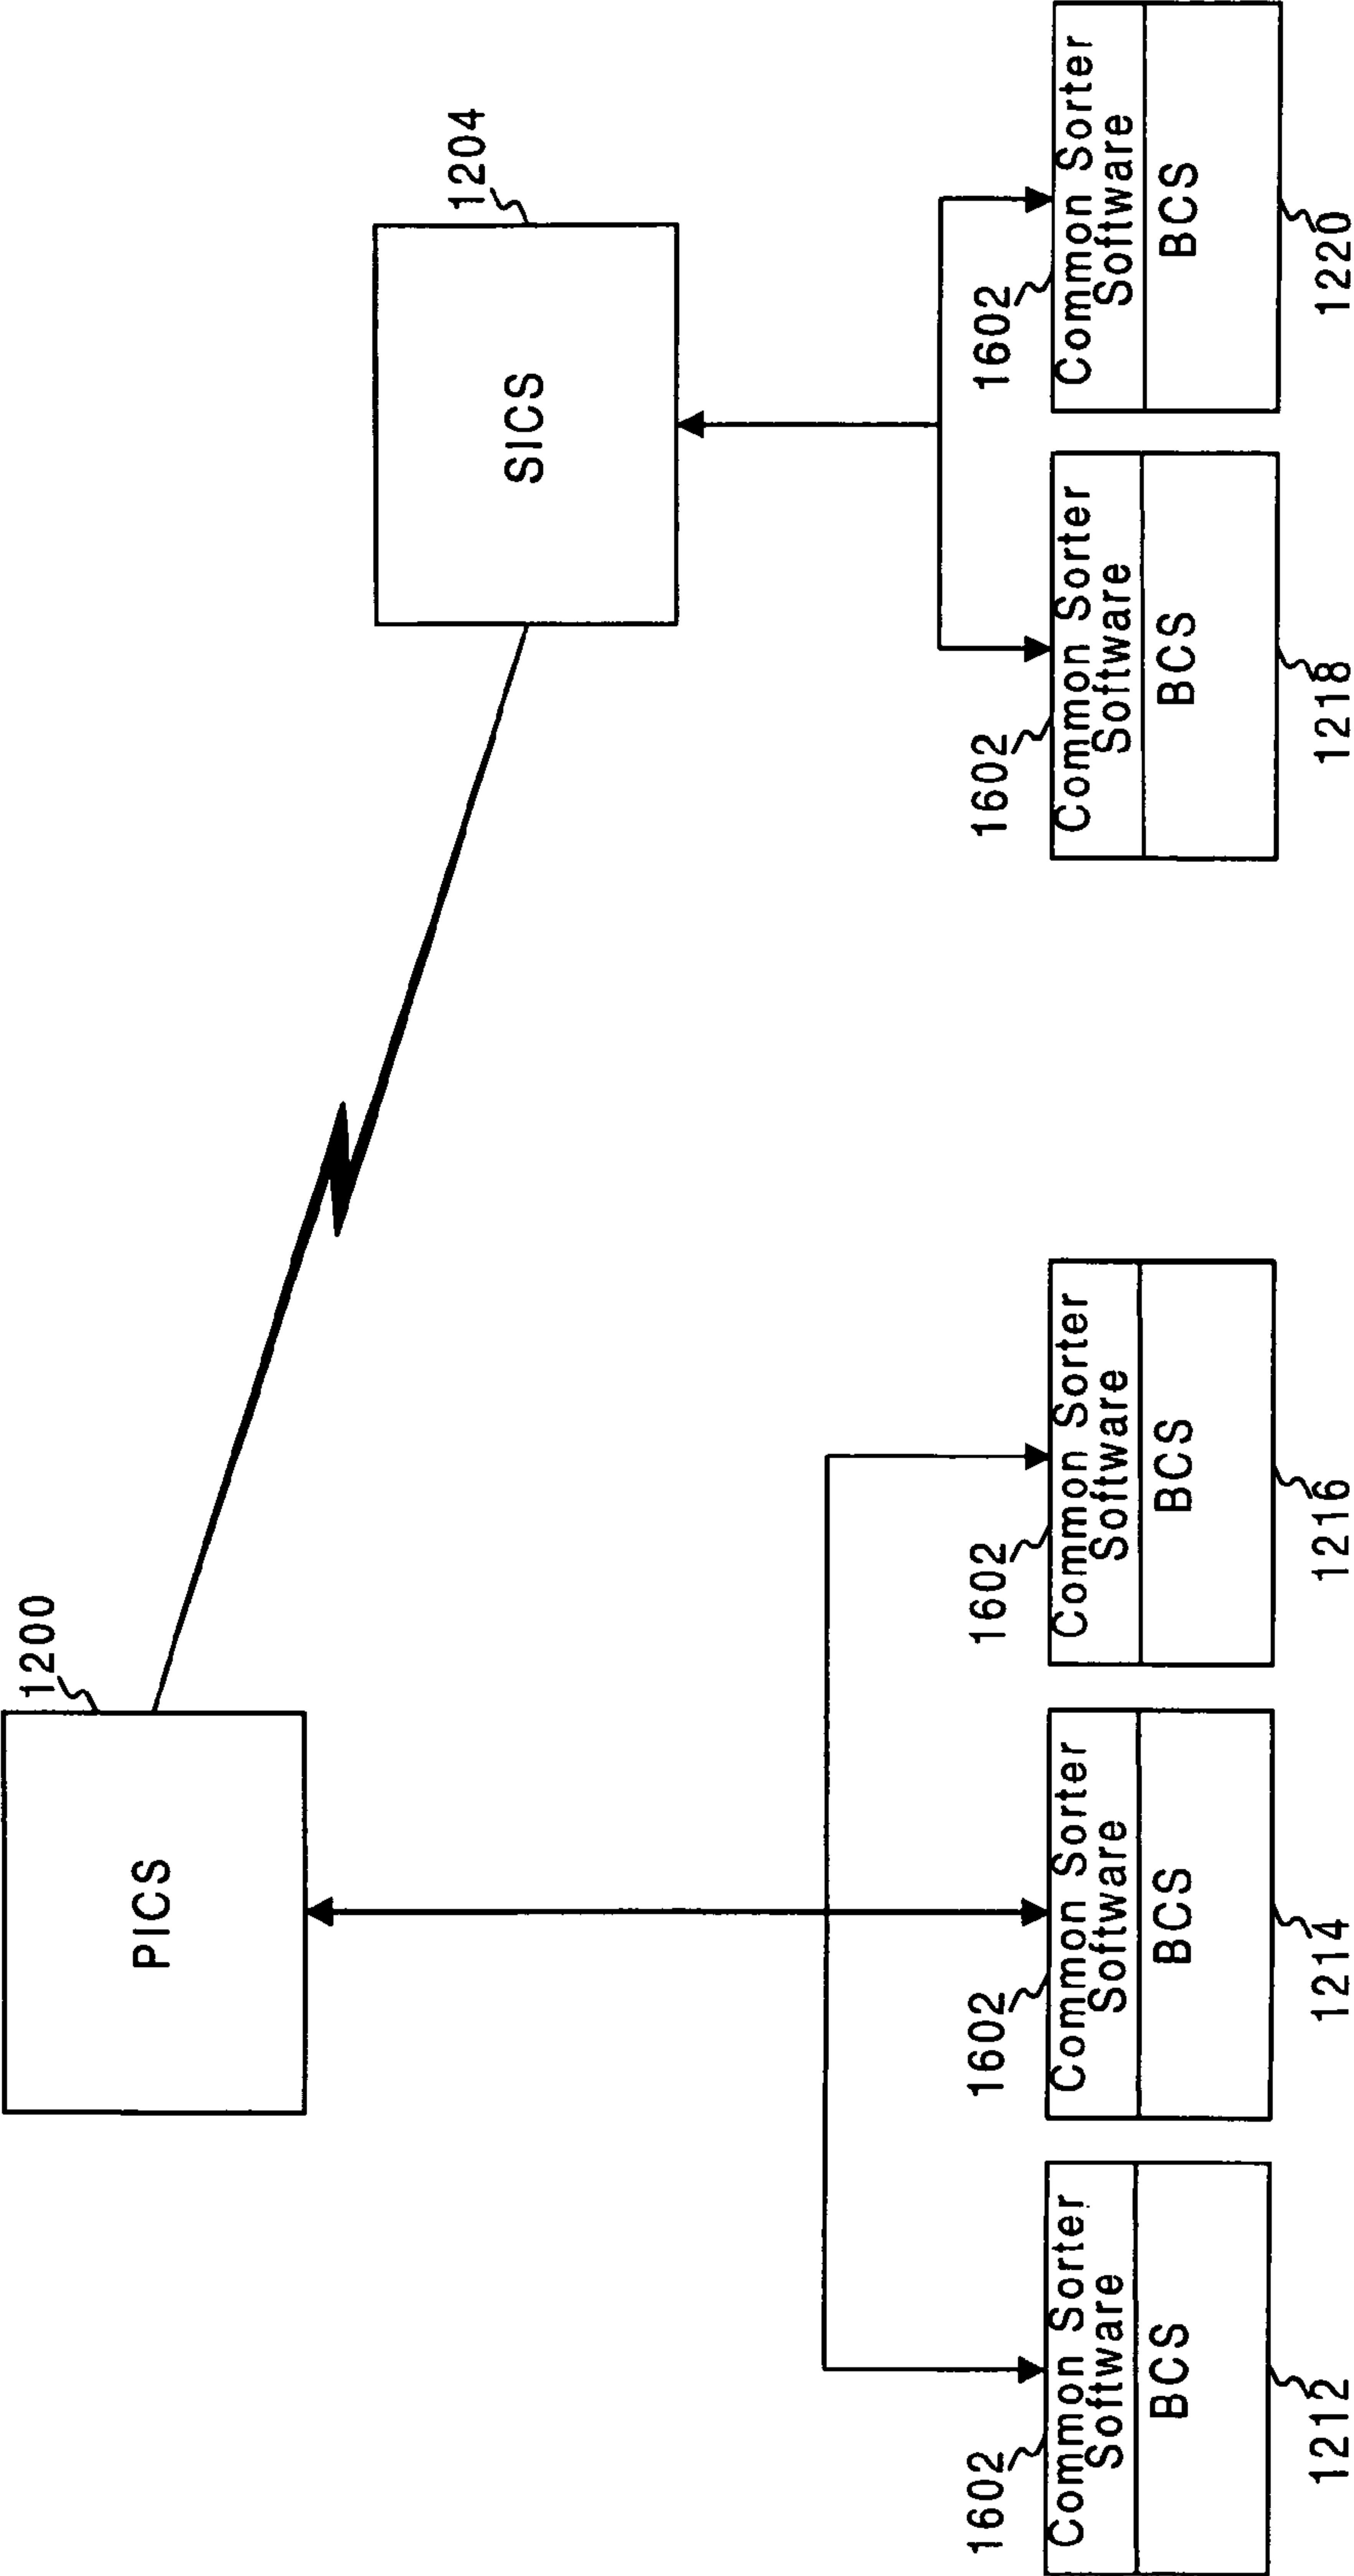 1200
PICS
1204
SICS
1602
Common Sorter
Software
BCS
1212
1602
Common Sorter
Software
BCS
1214
1602
Common Sorter
Software
BCS
1216
1602
Common Sorter
Software
BCS
1218
1602
Common Sorter
Software
BCS
1220